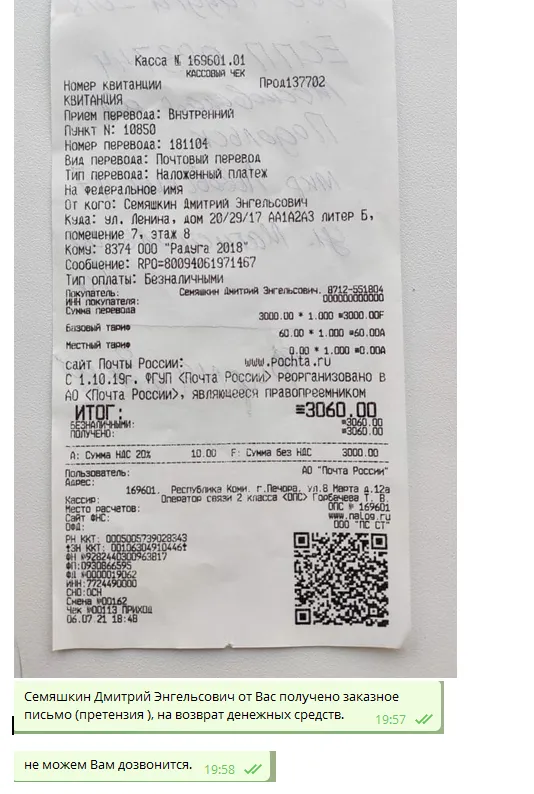 Касса № 169601.01
КАССОВЫЙ ЧЕК
Номер квитанции Прод137702
КВИТАНЦИЯ
Прием перевода: Внутренний
Пункт N: 10850
Номер перевода: 181104
Вид перевода: Почтовый перевод
Тип перевода: Наложенный платеж
На федеральное имя
От кого: Семяшкин Дмитрий Энгельсович
Куда: ул. Ленина, дом 20/29/17 АА1А2А3 литер Б,
помещение 7, этаж 8
Кому: 8374 ООО "Радуга 2018"
Сообщение: RPO=80094061971467
Тип оплаты: Безналичными
Покупатель: Семяшкин Дмитрий Энгельсович. 8712-551804
ИНН покупателя: 000000000000
Сумма перевода
3000.00 * 1.000 ≡3000.00F
Базовый тариф
60.00 * 1.000 ≡60.00A
Местный тариф
0.00 * 1.000 ≡0.00A
сайт Почты России: www.pochta.ru
С 1.10.19г. ФГУП <Почта России> реорганизовано в
АО <Почта России>, являющееся правопреемником
ИТОГ: ≡3060.00
БЕЗНАЛИЧНЫМИ: ≡3060.00
ПОЛУЧЕНО: ≡3060.00
А: Сумма НДС 20% 10.00 F: Сумма без НДС 3000.00
Пользователь: АО "Почта России"
Адрес:
169601, Республика Коми, г.Печора, ул.8 Марта д.12а
Кассир: Оператор связи 2 класса <ОПС> Горбачева Т. В.
Место расчетов: ОПС № 169601
Сайт ФНС: www.nalog.ru
ОФД: ООО "ПС СТ"
РН ККТ: 0005005739028343
ЗН ККТ: 00106304910446
ФН №9282440300963817
ФП:0930866595
ФД №0000019062
ИНН:7724490000
СНО:ОСН
Смена №00162
Чек №00113 ПРИХОД
06.07.21 18:48
Семяшкин Дмитрий Энгельсович от Вас получено заказное
письмо (претензия ), на возврат денежных средств.
19:57
не можем Вам дозвонится.
19:58